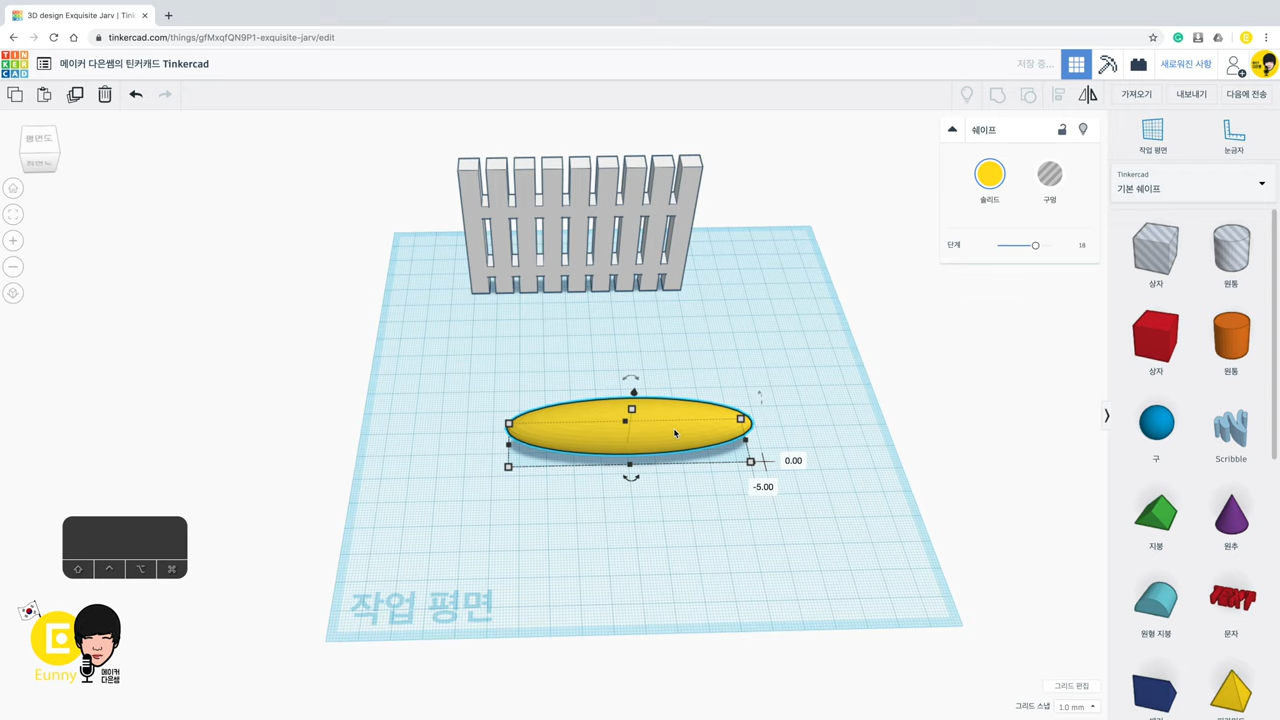 3D design Exquisite Jarv | Tink
tinkercad.com/things/gfMxqfQN9P1-exquisite-jarv/edit
TIN
KER
CAD
메이커 다은쌤의 틴커캐드 Tinkercad
저장 중...
새로워진 사항
가져오기
내보내기
다음에 전송
평면도
쉐이프
솔리드
구멍
단계
18
작업 평면
눈금자
Tinkercad
기본 쉐이프
상자
원통
상자
원통
구
Scribble
지붕
원추
원형 지붕
TEXT
문자
0.00
-5.00
작업 평면
Eunny
메이커
다은쌤
그리드 편집
그리드 스냅
1.0 mm